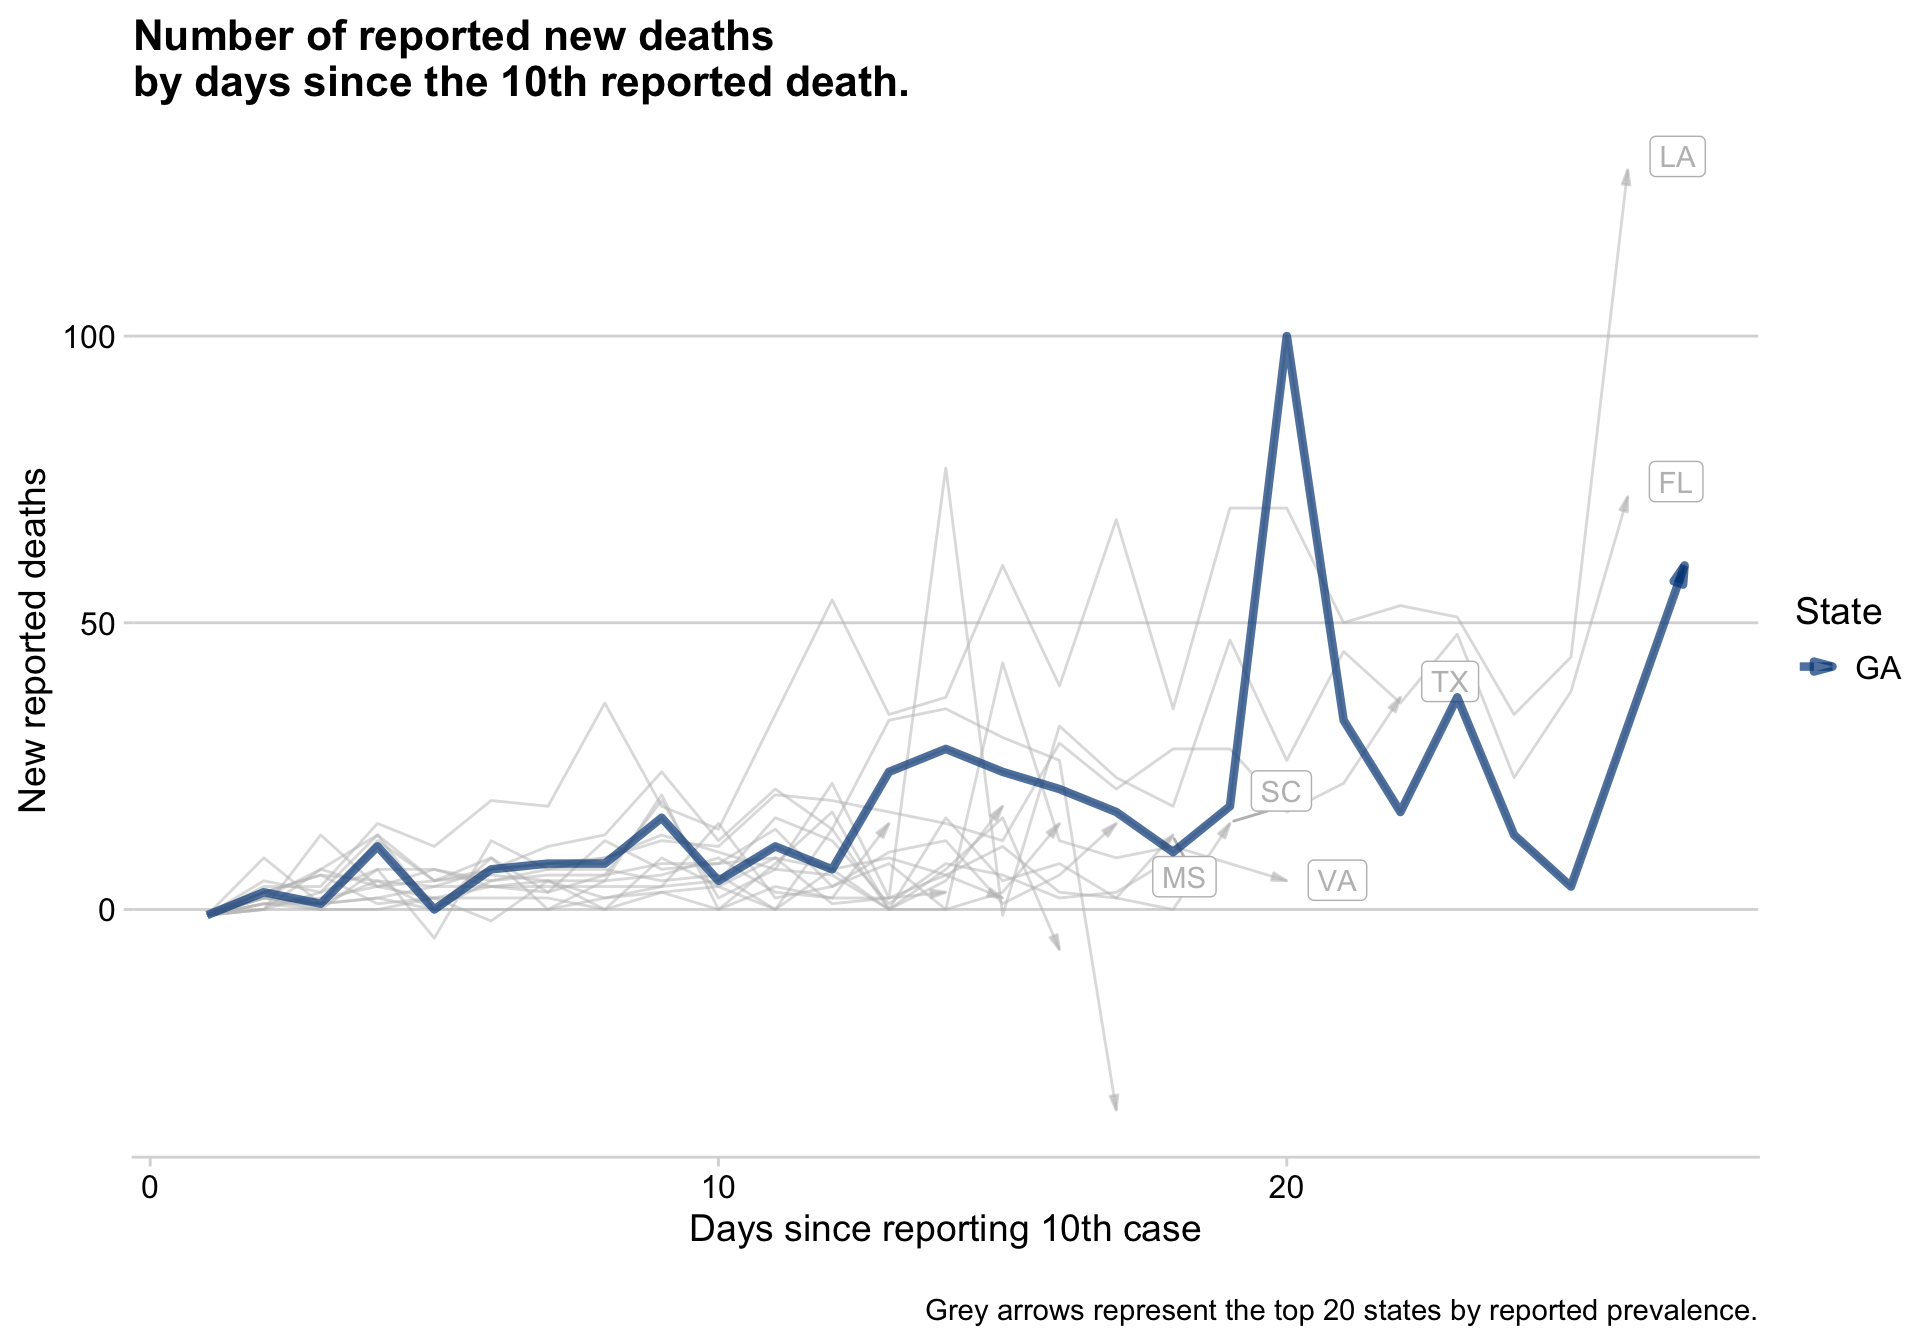 Number of reported new deaths
by days since the 10th reported death.
LA
100
FL
New reported deaths
50
State
GA
TX
SC
MS
VA
0
0
10
20
Days since reporting 10th case
Grey arrows represent the top 20 states by reported prevalence.